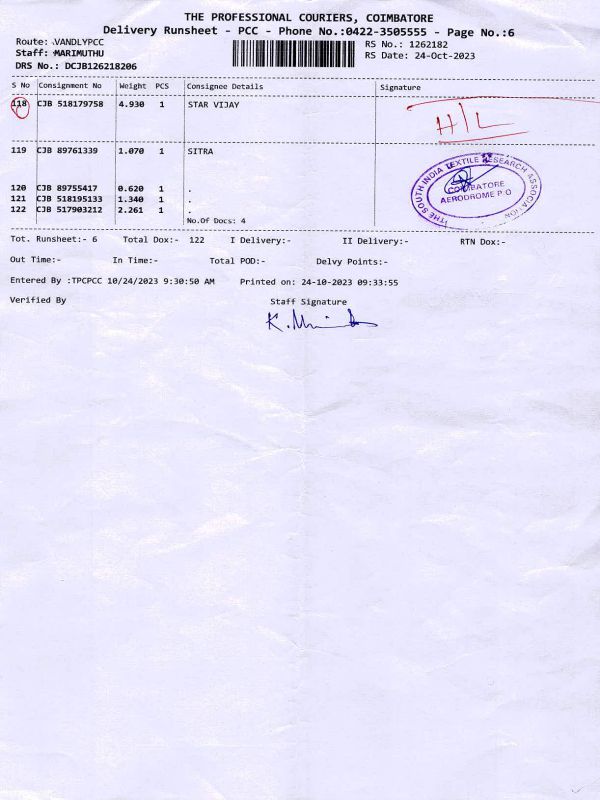 THE PROFESSIONAL COURIERS, COIMBATORE
Delivery Runsheet - PCC - Phone No.:0422-3505555 - Page No.:6
Route: VANDLYPCC RS No.: 1262182
Staff: MARIMUTHU RS Date: 24-Oct-2023
DRS No.: DCJB126218206
S No Consignment No Weight PCS Consignee Details Signature
118 CJB 518179758 4.930 1 STAR VIJAY
H/L
119 CJB 89761339 1.070 1 SITRA
THE SOUTH INDIA TEXTILE RESEARCH ASSOCIATION
COIMBATORE
AERODROME P.O
120 CJB 89755417 0.620 1 .
121 CJB 518195133 1.340 1 .
122 CJB 517903212 2.261 1 .
No.Of Docs: 4
Tot. Runsheet:- 6 Total Dox:- 122 I Delivery:- II Delivery:- RTN Dox:-
Out Time:- In Time:- Total POD:- Delvy Points:-
Entered By :TPCPCC 10/24/2023 9:30:50 AM Printed on: 24-10-2023 09:33:55
Verified By Staff Signature